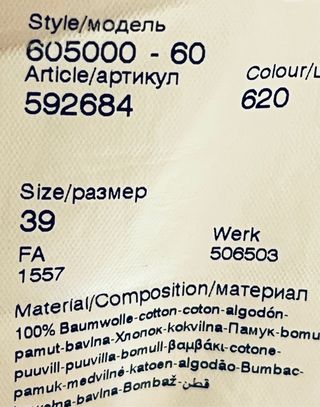 Style/модель
605000 - 60
Article/артикул
592684
Colour/
620
Size/размер
39
FA
1557
Werk
506503
Material/Composition/материал
100% Baumwolle-cotton-coton-algodón-
pamut-bavlna-Хлопок-kokvilna-Памук-bomu
puuvill-puuvilla-bomull-βαμβάκι-cotone-
pamuk-medvilnė-katoen-algodão-Bumbac-
-bavlna-Bombaž-قطن-